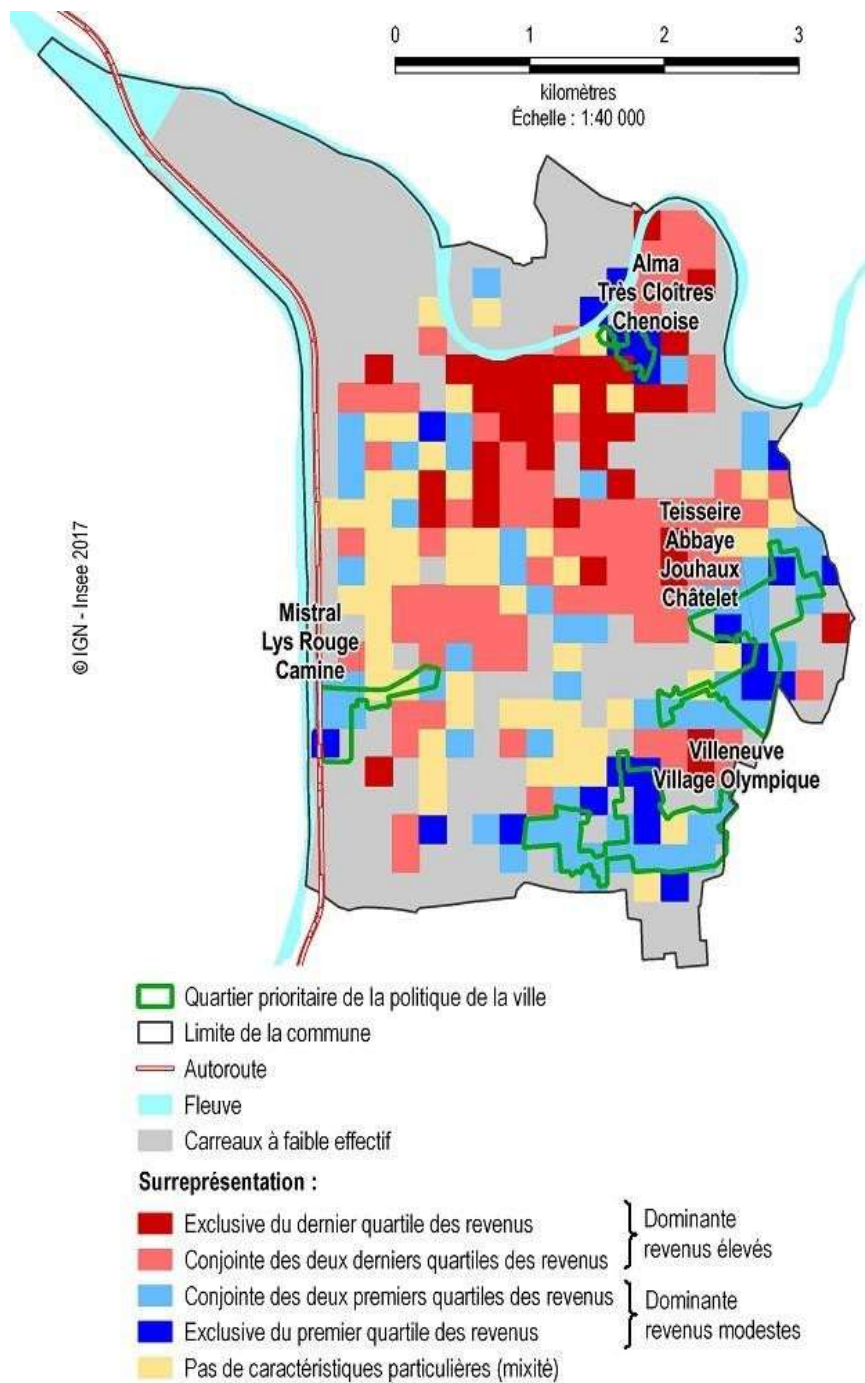 0 1 2 3
kilomètres
Échelle : 1:40 000
Alma
Très Cloîtres
Chenoise
Teisseire
Abbaye
Jouhaux
Châtelet
© IGN - Insee 2017
Mistral
Lys Rouge
Camine
Villeneuve
Village Olympique
Quartier prioritaire de la politique de la ville
Limite de la commune
Autoroute
Fleuve
Carreaux à faible effectif
Surreprésentation :
Exclusive du dernier quartile des revenus
Conjointe des deux derniers quartiles des revenus
Dominante
revenus élevés
Conjointe des deux premiers quartiles des revenus
Exclusive du premier quartile des revenus
Dominante
revenus modestes
Pas de caractéristiques particulières (mixité)